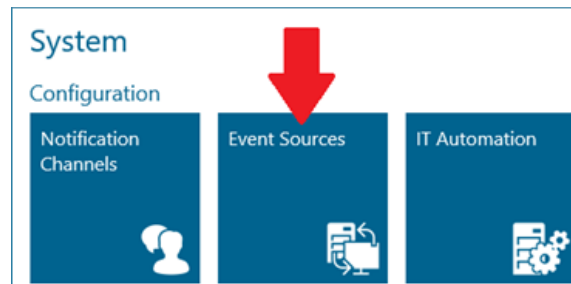 System
Configuration
Notification
Channels
Event Sources
IT Automation